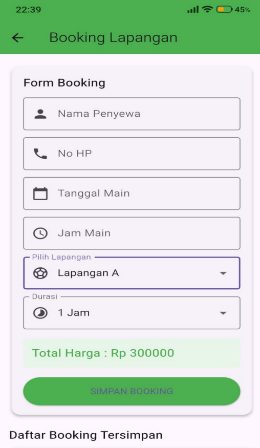 22:39
45%
Booking Lapangan
Form Booking
Nama Penyewa
No HP
Tanggal Main
Jam Main
Pilih Lapangan
Lapangan A
Durasi
1 Jam
Total Harga : Rp 300000
SIMPAN BOOKING
Daftar Booking Tersimpan